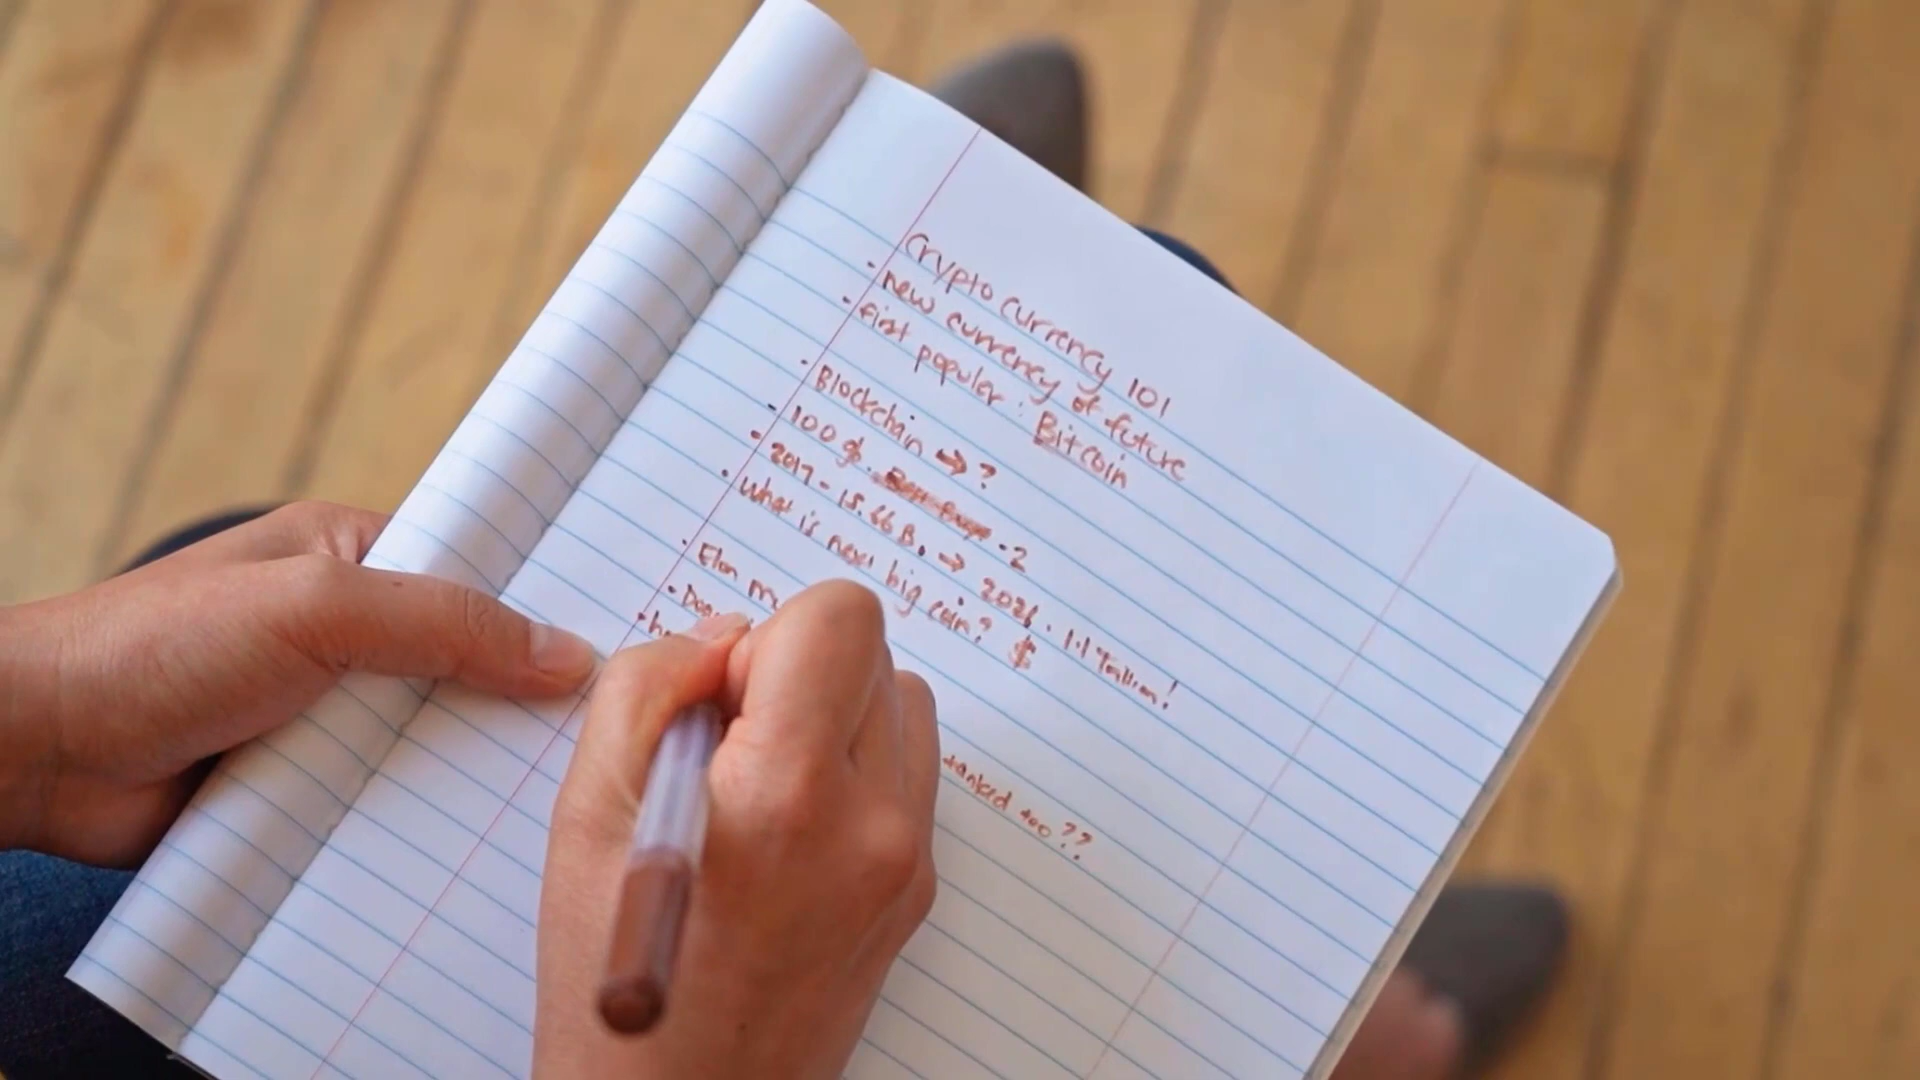 Crypto Currency 101
- new currency of future
- first popular : Bitcoin
- Blockchain → ?
- 100 $. -2
- 2017 - 15.66 B. → 2021. 1.1 Trillion!
- What is next big coin? $
- Elon
tanked too ??